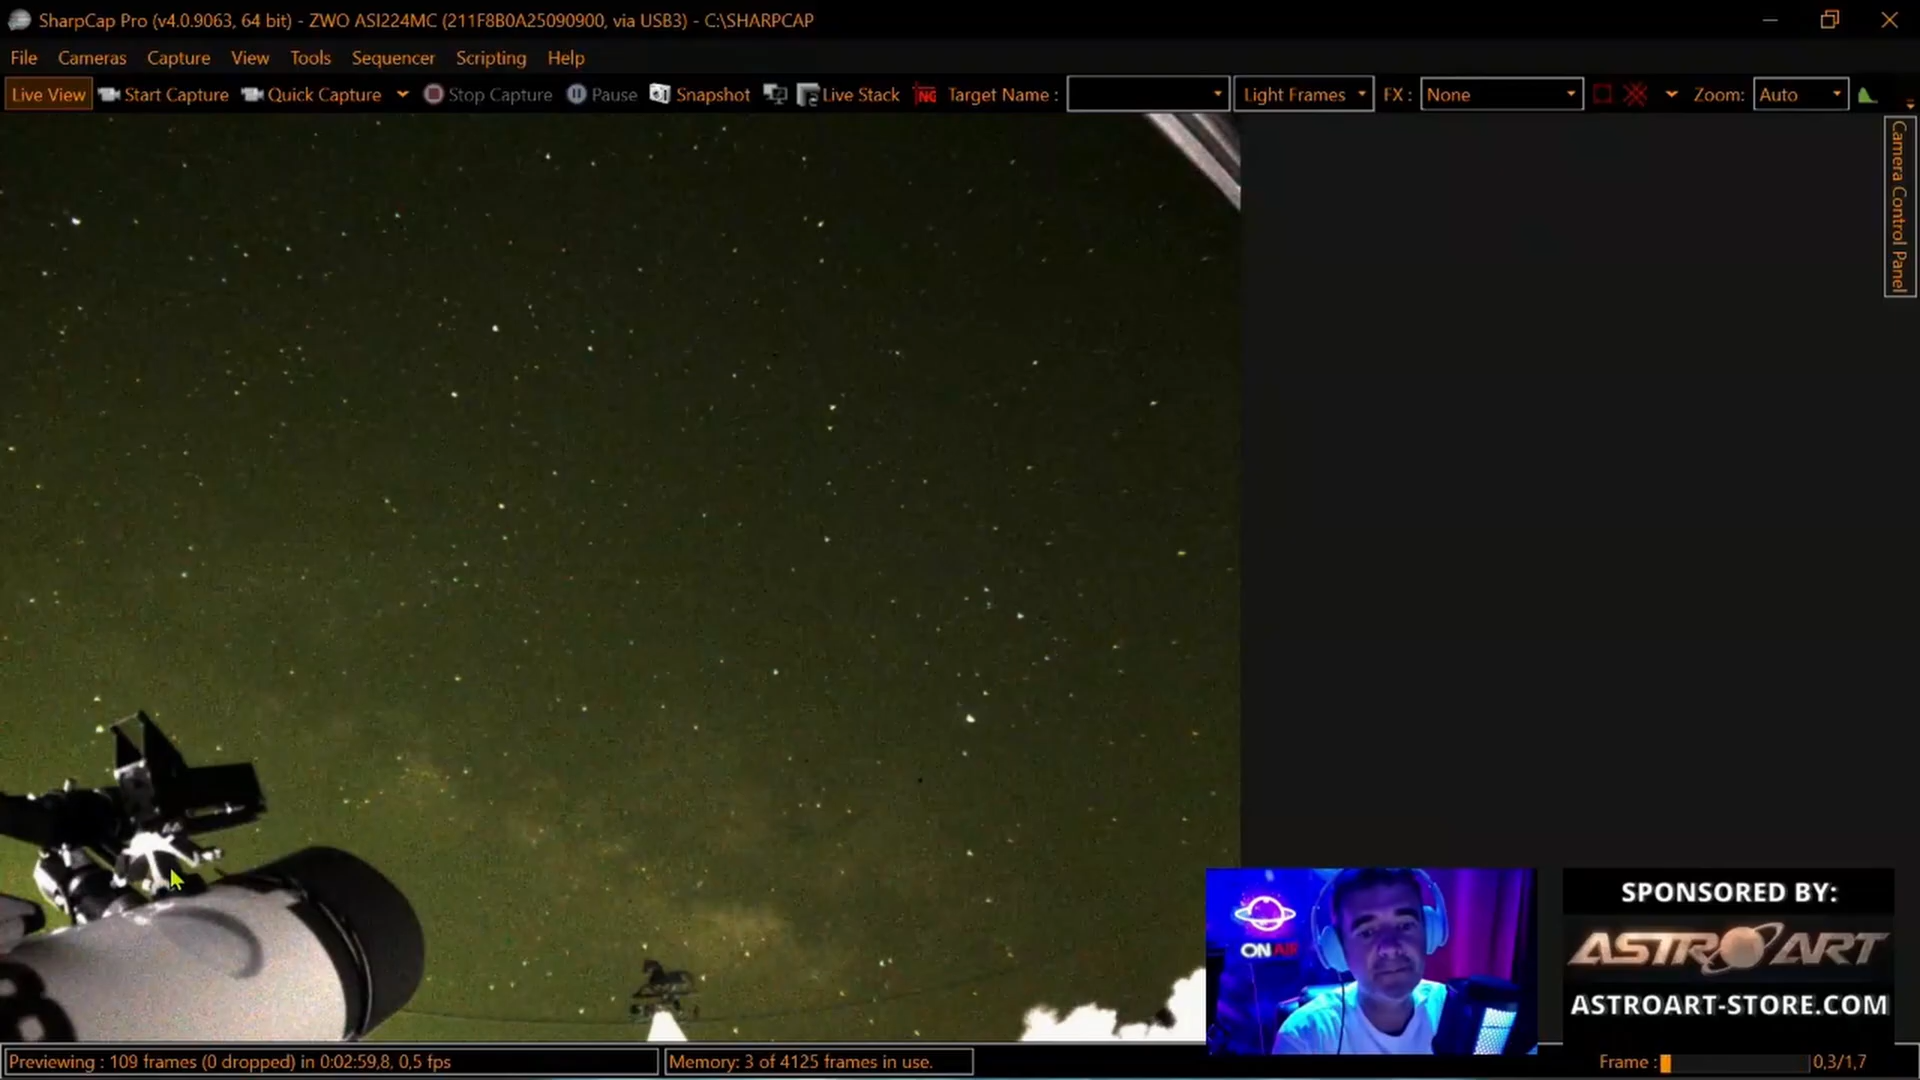 SharpCap Pro (v4.0.9063, 64 bit) - ZWO ASI224MC (211F8B0A25090900, via USB3) - C:\SHARPCAP
File Cameras Capture View Tools Sequencer Scripting Help
Live View Start Capture Quick Capture Stop Capture Pause Snapshot Live Stack NG Target Name : Light Frames FX : None Zoom: Auto
Camera Control Panel
ON AIR
SPONSORED BY:
ASTROART
ASTROART-STORE.COM
Previewing : 109 frames (0 dropped) in 0:02:59,8, 0,5 fps
Memory: 3 of 4125 frames in use.
Frame : 0,3/1,7